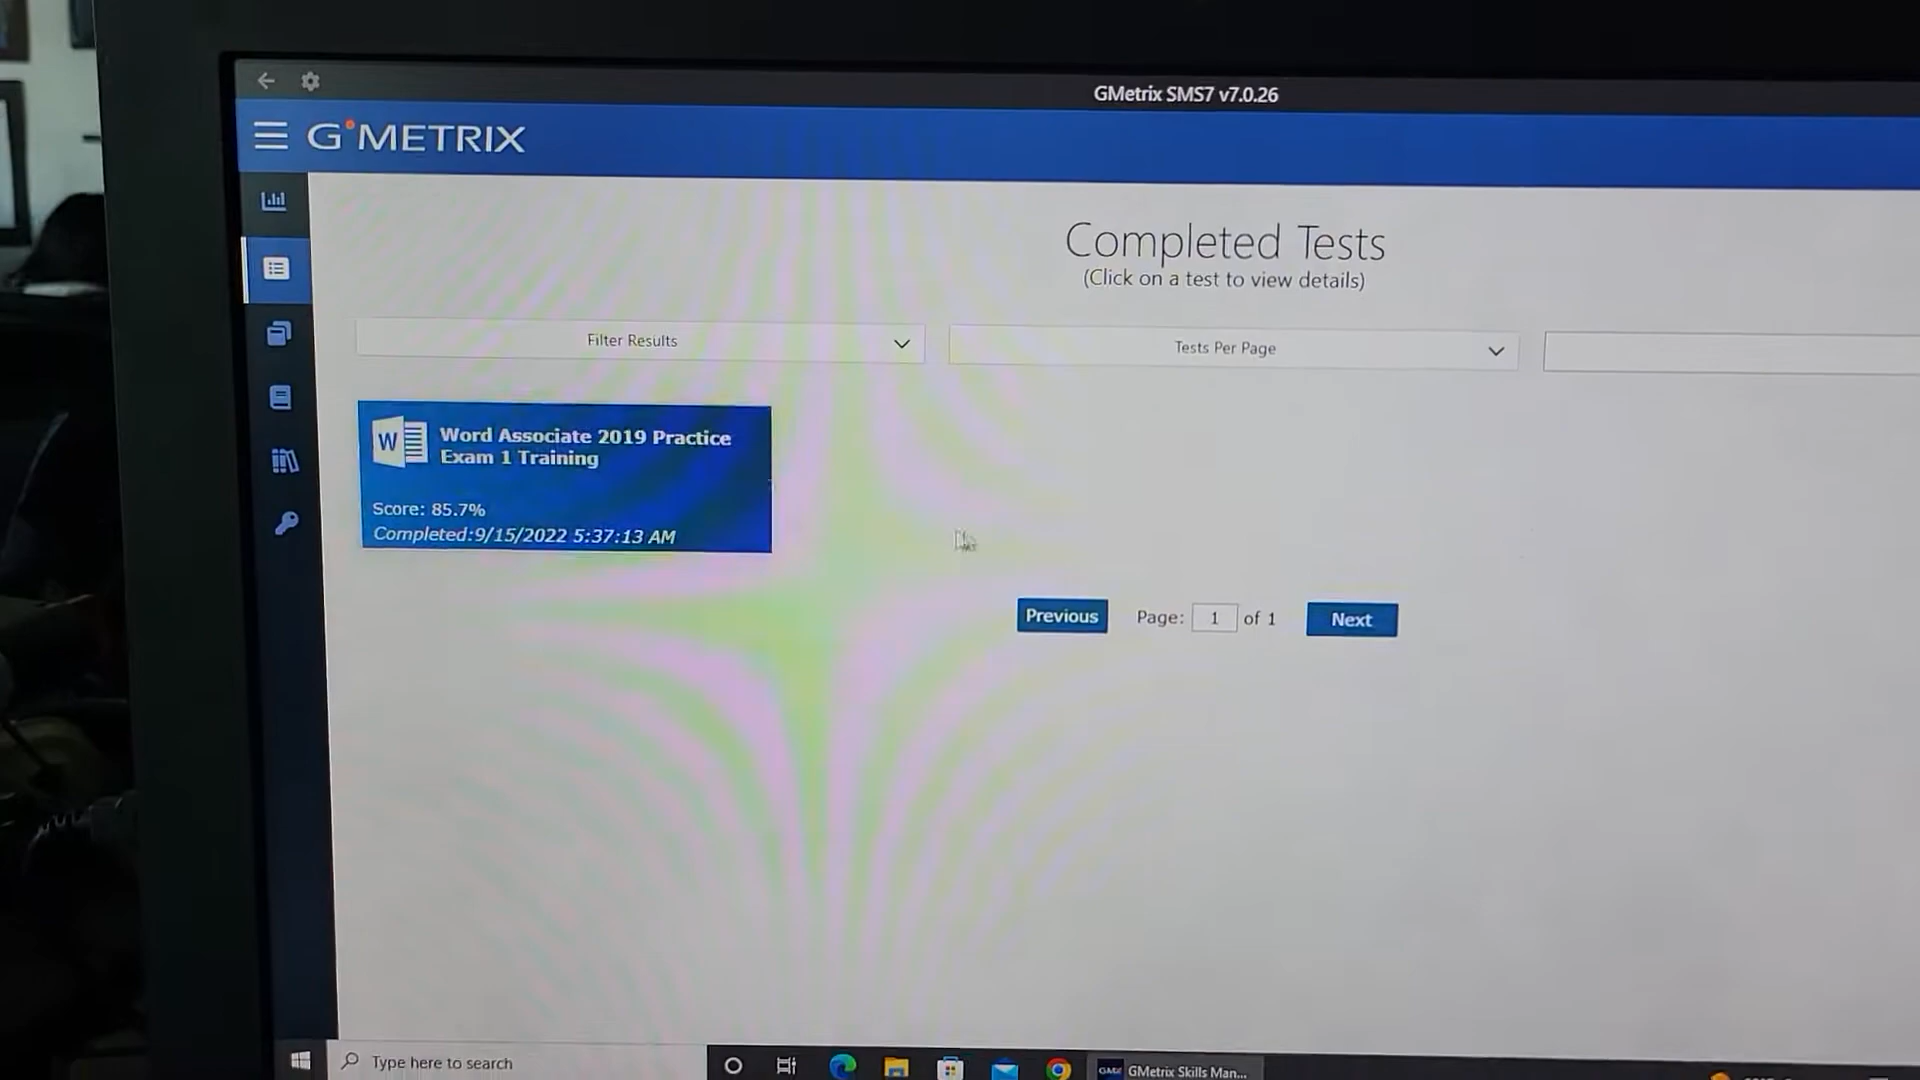 GMetrix SMS7 v7.0.26
GMETRIX
Completed Tests
(Click on a test to view details)
Filter Results
Tests Per Page
W
Word Associate 2019 Practice
Exam 1 Training
Score: 85.7%
Completed:9/15/2022 5:37:13 AM
Previous
Page: 1 of 1
Next
Type here to search
GMetrix Skills Man...